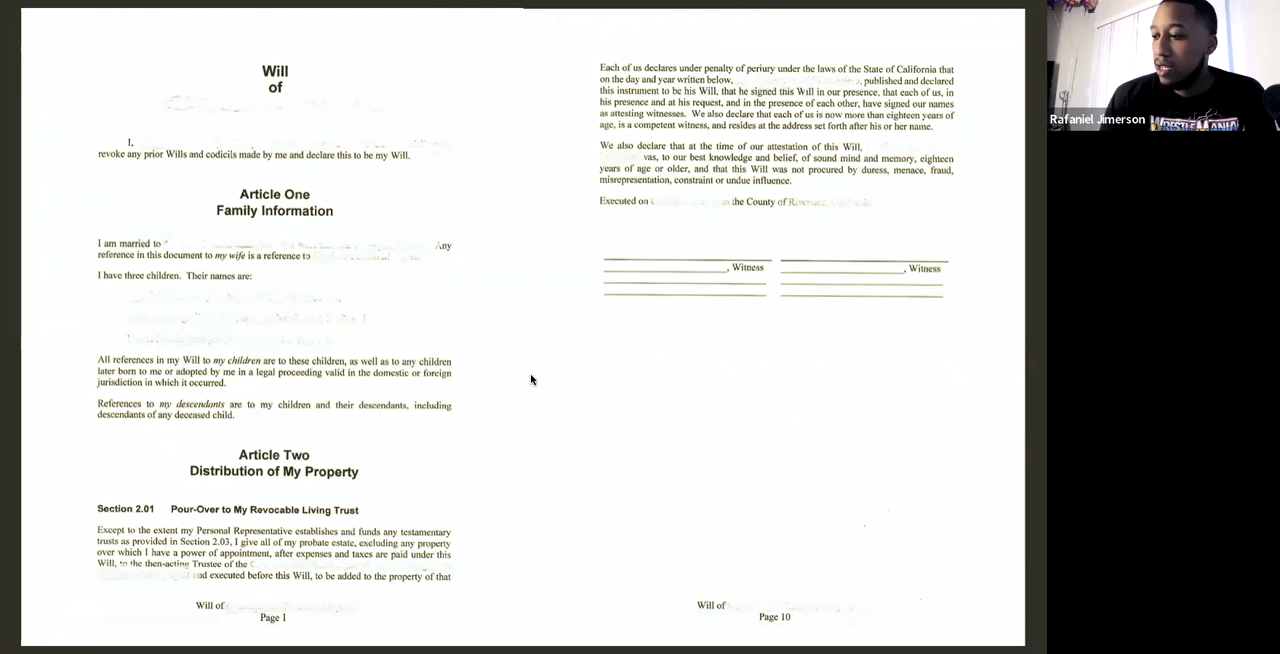 Will
of
I,
revoke any prior Wills and codicils made by me and declare this to be my Will.
Article One
Family Information
I am married to
Any
reference in this document to my wife is a reference to
I have three children. Their names are:
All references in my Will to my children are to these children, as well as to any children
later born to me or adopted by me in a legal proceeding valid in the domestic or foreign
jurisdiction in which it occurred.
References to my descendants are to my children and their descendants, including
descendants of any deceased child.
Article Two
Distribution of My Property
Section 2.01 Pour-Over to My Revocable Living Trust
Except to the extent my Personal Representative establishes and funds any testamentary
trusts as provided in Section 2.03, I give all of my probate estate, excluding any property
over which I have a power of appointment, after expenses and taxes are paid under this
Will, to the then-acting Trustee of the
and executed before this Will, to be added to the property of that
Will of
Page 1
Each of us declares under penalty of perjury under the laws of the State of California that
on the day and year written below, , published and declared
this instrument to be his Will, that he signed this Will in our presence, that each of us, in
his presence and at his request, and in the presence of each other, have signed our names
as attesting witnesses. We also declare that each of us is now more than eighteen years of
age, is a competent witness, and resides at the address set forth after his or her name.
We also declare that at the time of our attestation of this Will,
vas, to our best knowledge and belief, of sound mind and memory, eighteen
years of age or older, and that this Will was not procured by duress, menace, fraud,
misrepresentation, constraint or undue influence.
Executed on in the County of
, Witness
, Witness
Will of
Page 10
Rafaniel Jimerson
WRESTLEMANIA